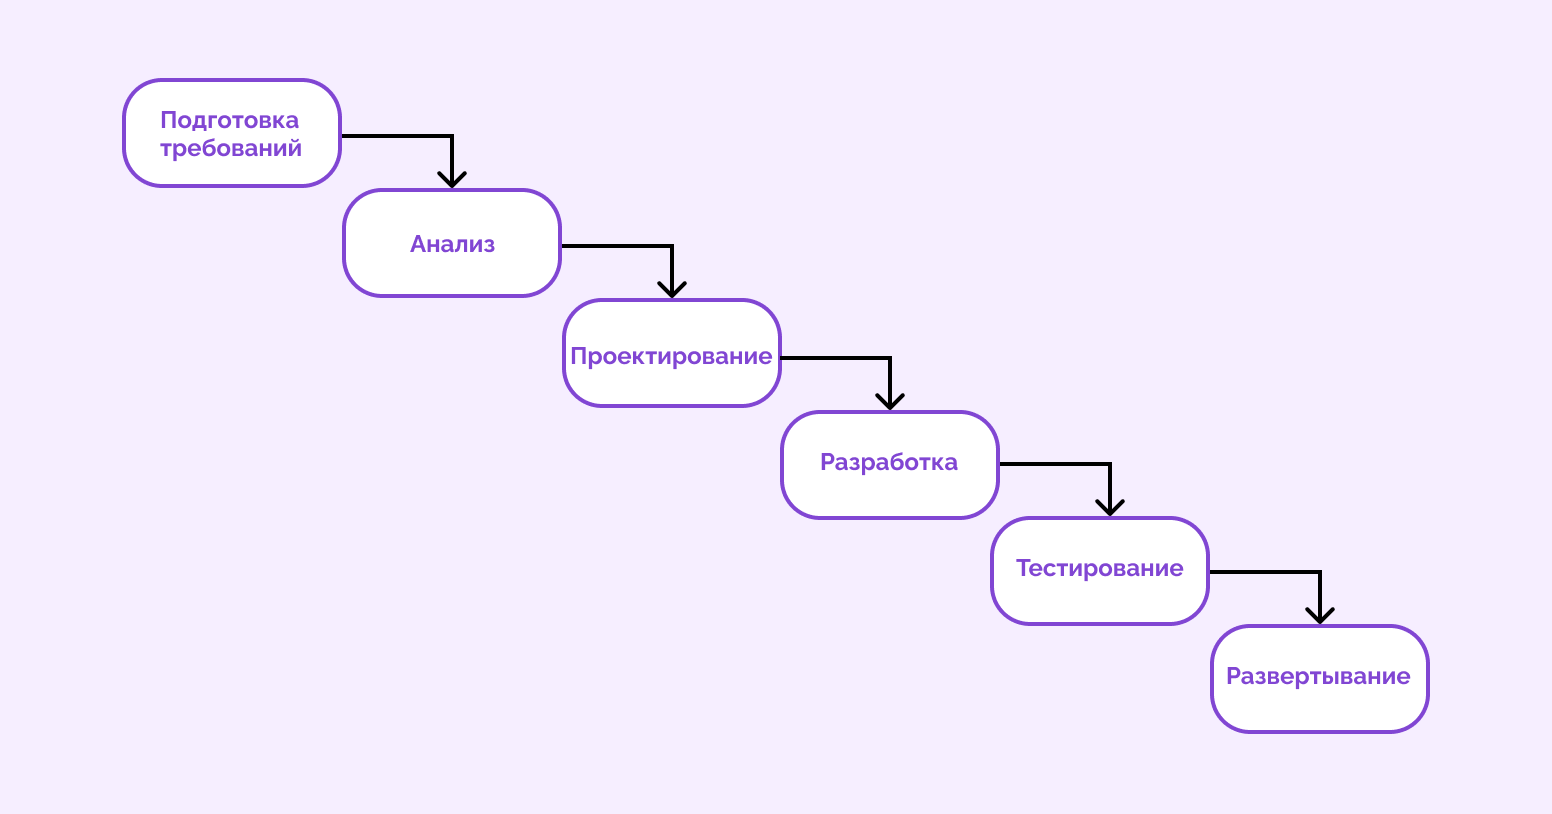 Подготовка
требований
Анализ
Проектирование
Разработка
Тестирование
Развертывание